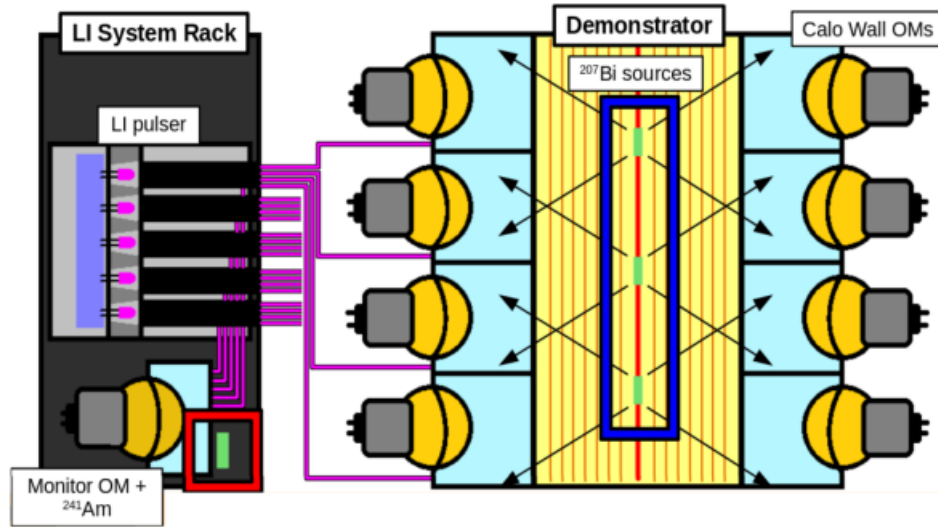 LI System Rack
Demonstrator
Calo Wall OMs
²⁰⁷Bi sources
LI pulser
Monitor OM +
²⁴¹Am